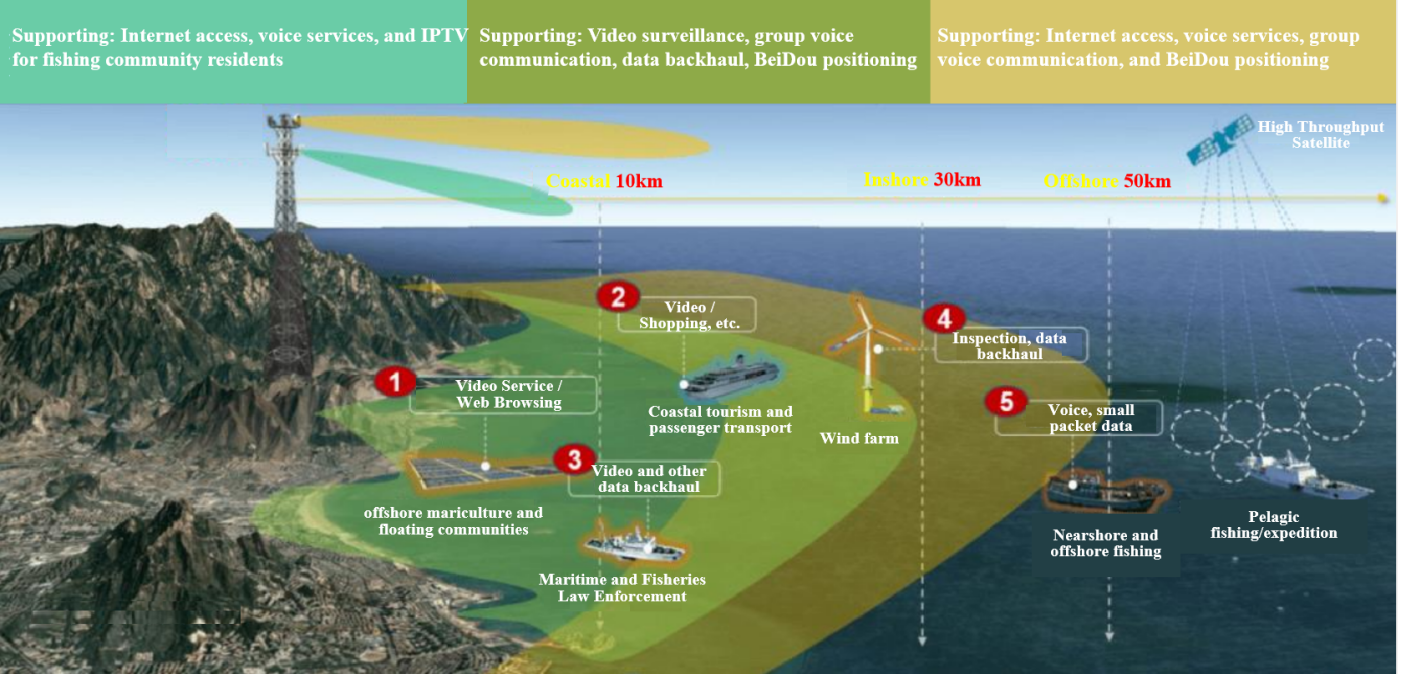 Supporting: Internet access, voice services, and IPTV
for fishing community residents
Supporting: Video surveillance, group voice
communication, data backhaul, BeiDou positioning
Supporting: Internet access, voice services, group
voice communication, and BeiDou positioning
High Throughput
Satellite
Coastal 10km
Inshore 30km
Offshore 50km
2
Video /
Shopping, etc.
4
Inspection, data
backhaul
1
Video Service /
Web Browsing
5
Voice, small
packet data
Coastal tourism and
passenger transport
Wind farm
3
Video and other
data backhaul
offshore mariculture and
floating communities
Nearshore and
offshore fishing
Pelagic
fishing/expedition
Maritime and Fisheries
Law Enforcement